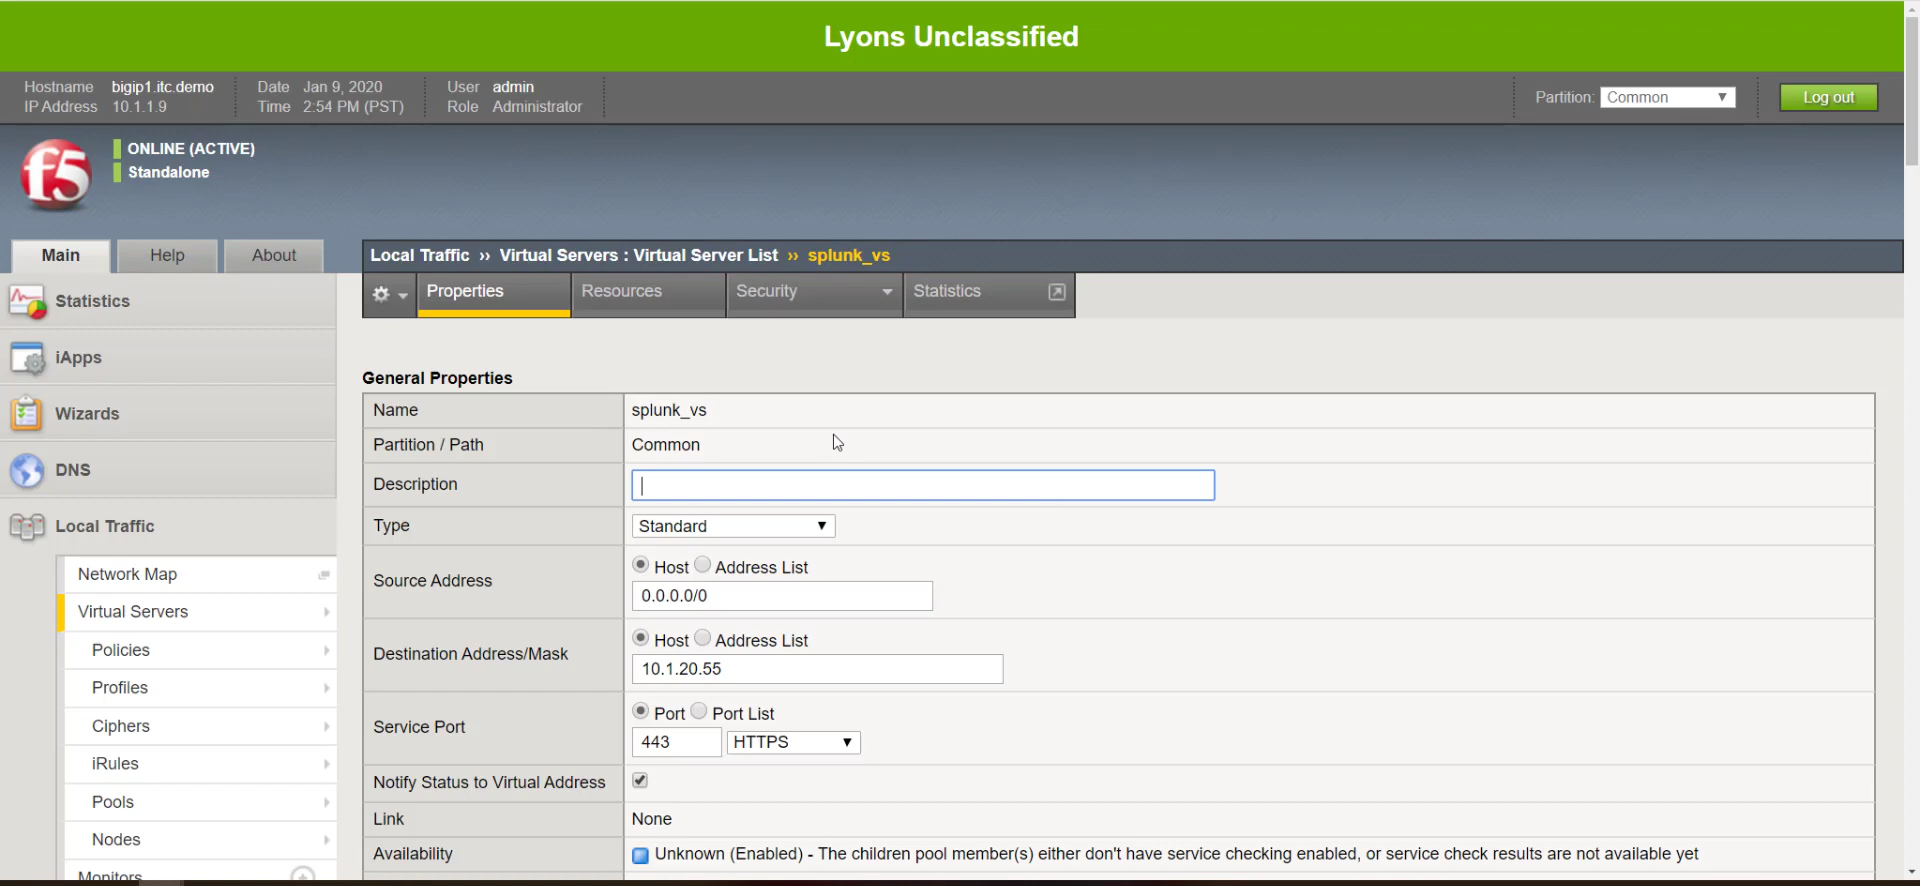 Lyons Unclassified
Hostname bigip1.itc.demo Date Jan 9, 2020 User admin
IP Address 10.1.1.9 Time 2:54 PM (PST) Role Administrator
Partition: Common Log out
f5
ONLINE (ACTIVE)
Standalone
Main Help About
Local Traffic ›› Virtual Servers : Virtual Server List ›› splunk_vs
Properties Resources Security Statistics
Statistics
iApps
Wizards
DNS
Local Traffic
Network Map
Virtual Servers
Policies
Profiles
Ciphers
iRules
Pools
Nodes
Monitors
General Properties
Name splunk_vs
Partition / Path Common
Description
Type Standard
Source Address Host Address List
0.0.0.0/0
Destination Address/Mask Host Address List
10.1.20.55
Service Port Port Port List
443 HTTPS
Notify Status to Virtual Address
Link None
Availability Unknown (Enabled) - The children pool member(s) either don't have service checking enabled, or service check results are not available yet